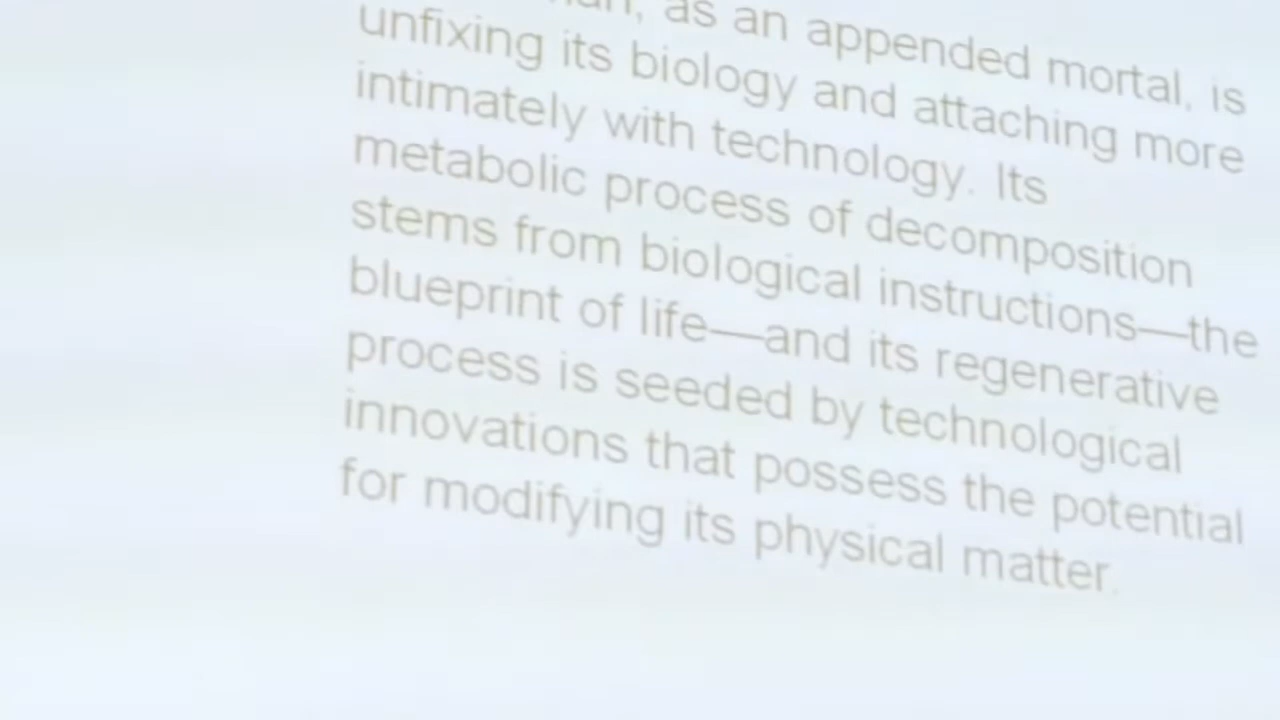 as an appended mortal, is
unfixing its biology and attaching more
intimately with technology. Its
metabolic process of decomposition
stems from biological instructions—the
blueprint of life—and its regenerative
process is seeded by technological
innovations that possess the potential
for modifying its physical matter.